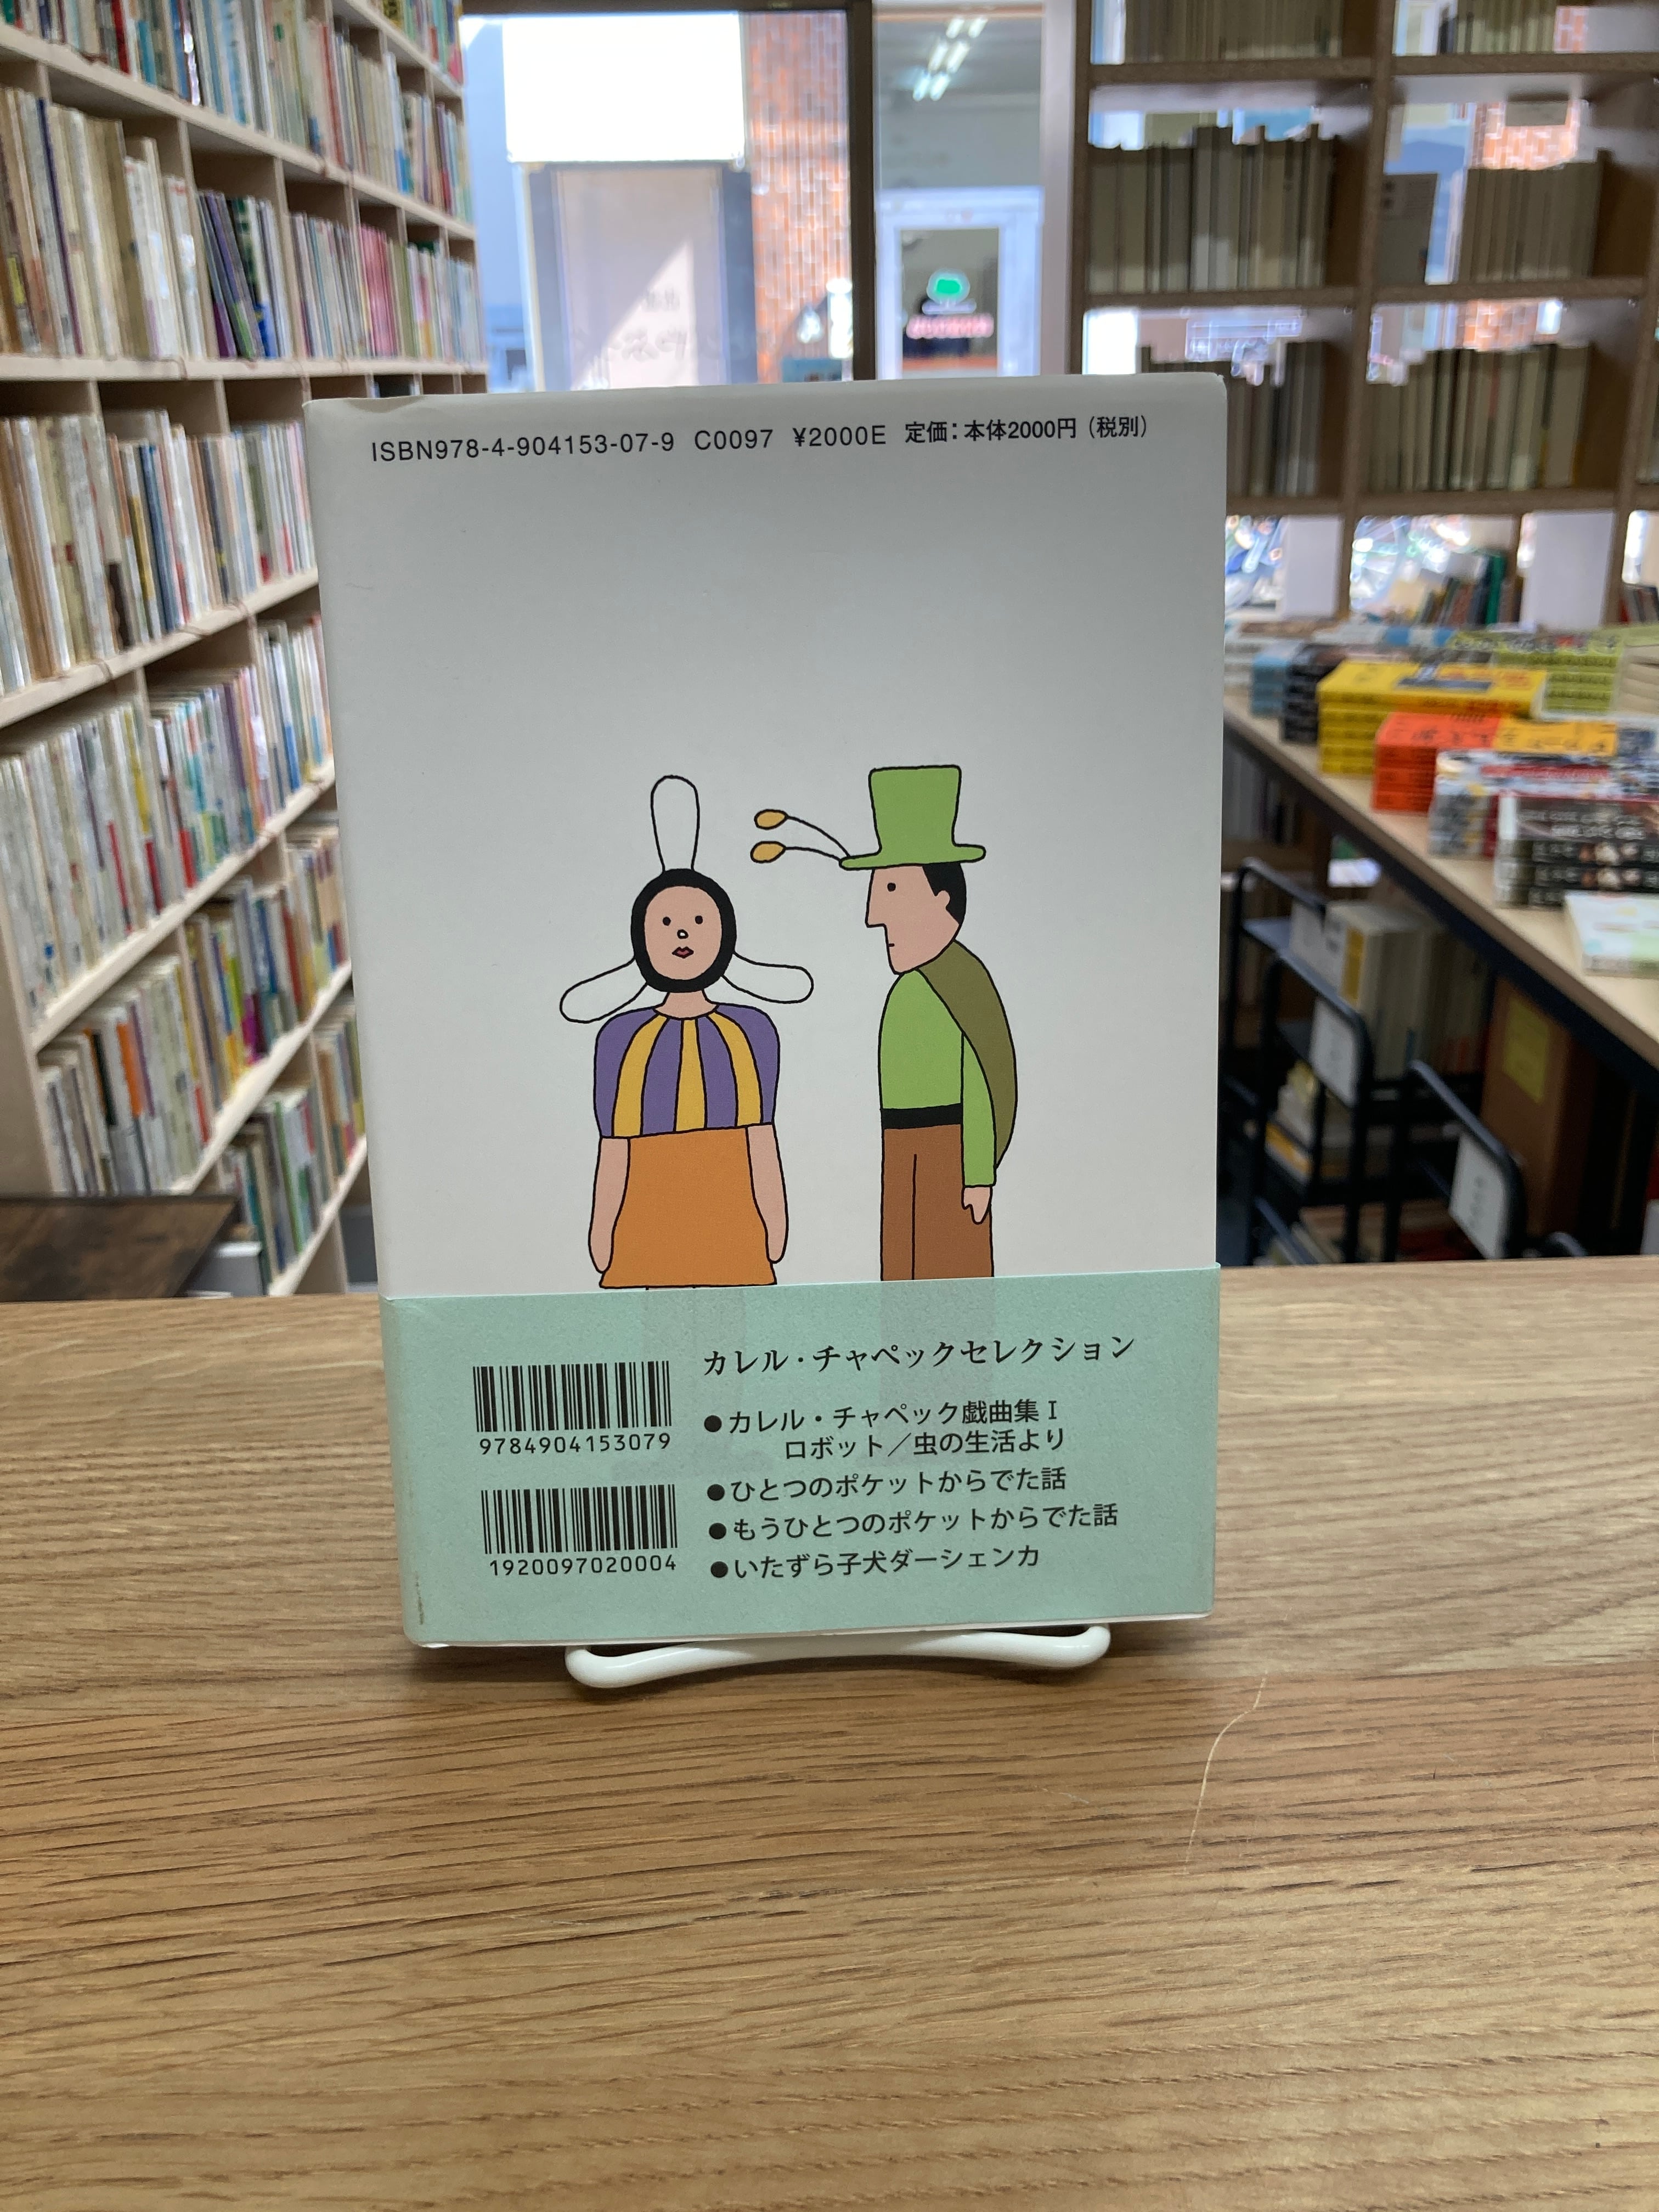 ISBN978-4-904153-07-9 C0097 ¥2000E 定価：本体2000円（税別）
カレル・チャペックセレクション
●カレル・チャペック戯曲集 I
ロボット／虫の生活より
●ひとつのポケットからでた話
●もうひとつのポケットからでた話
●いたずら子犬ダーシェンカ
9784904153079
1920097020004